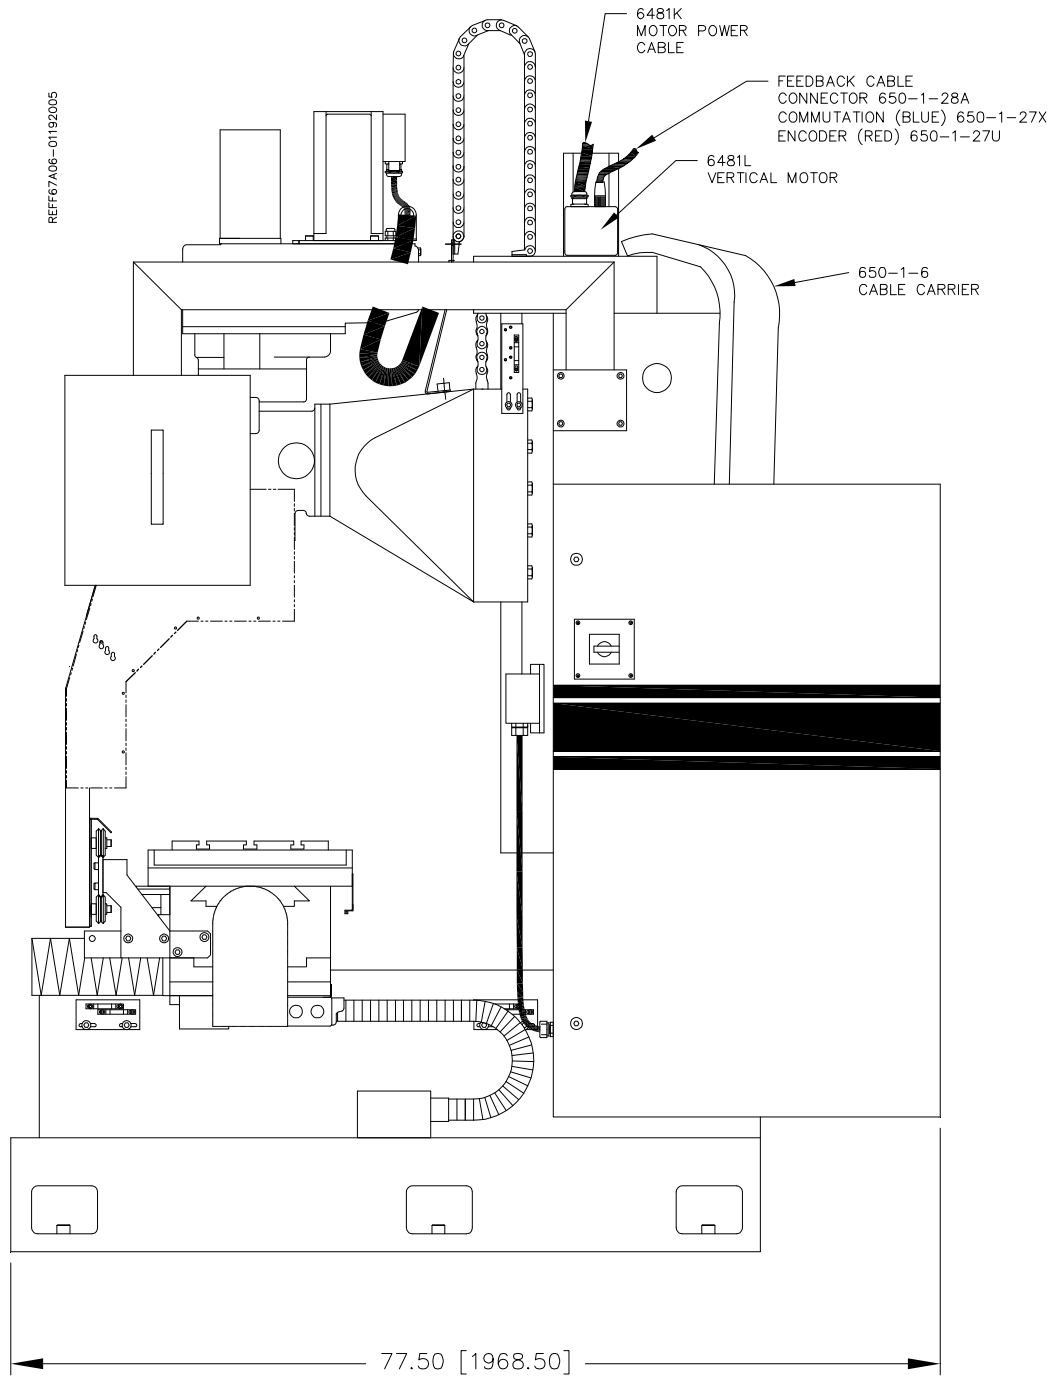 6481K
MOTOR POWER
CABLE
FEEDBACK CABLE
CONNECTOR 650-1-28A
COMMUTATION (BLUE) 650-1-27X
ENCODER (RED) 650-1-27U
REFF67A06-01192005
6481L
VERTICAL MOTOR
650-1-6
CABLE CARRIER
77.50 [1968.50]